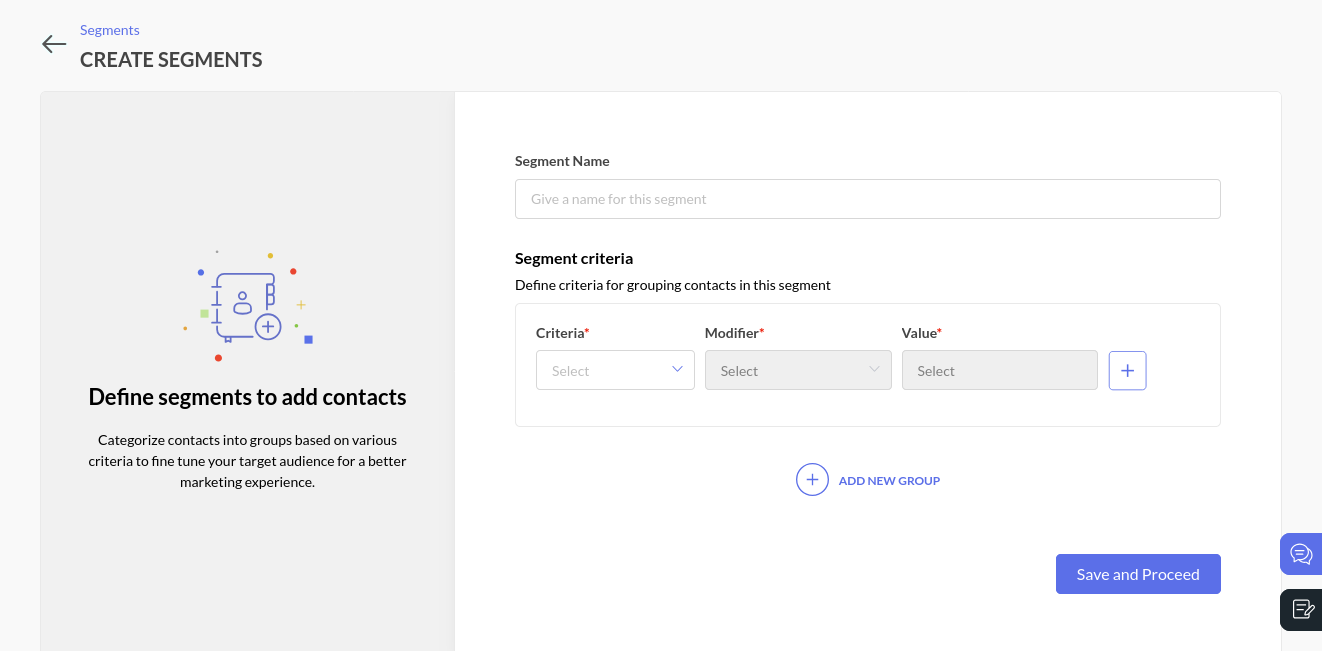 Segments
CREATE SEGMENTS
Define segments to add contacts
Categorize contacts into groups based on various
criteria to fine tune your target audience for a better
marketing experience.
Segment Name
Give a name for this segment
Segment criteria
Define criteria for grouping contacts in this segment
Criteria* Modifier* Value*
Select Select Select
ADD NEW GROUP
Save and Proceed